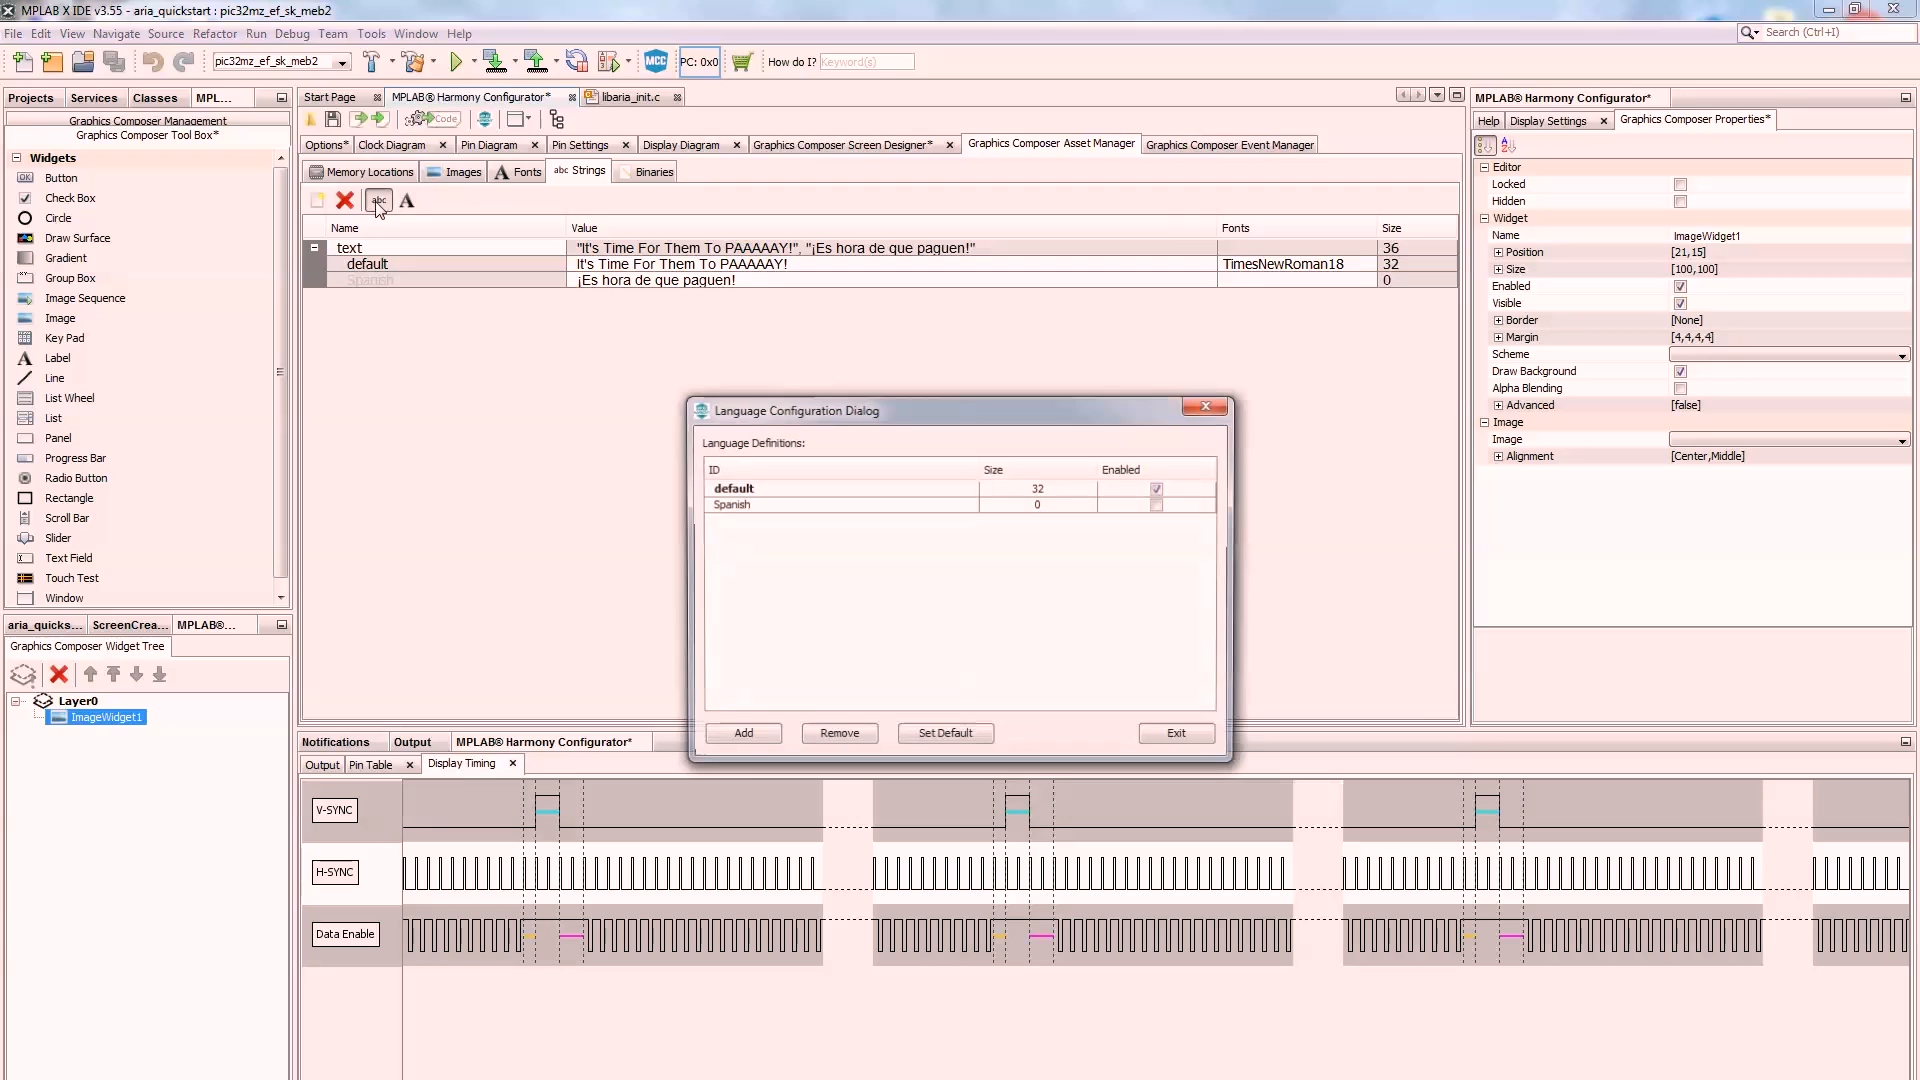 MPLAB X IDE v3.55 - aria_quickstart : pic32mz_ef_sk_meb2
File Edit View Navigate Source Refactor Run Debug Team Tools Window Help
Search (Ctrl+I)
pic32mz_ef_sk_meb2
MCC
PC: 0x0
How do I?
Keyword(s)
Projects Services Classes MPL...
Graphics Composer Management
Graphics Composer Tool Box*
Widgets
OK Button
Check Box
Circle
Draw Surface
Gradient
Group Box
Image Sequence
Image
Key Pad
A Label
Line
List Wheel
List
Panel
Progress Bar
Radio Button
Rectangle
Scroll Bar
Slider
Text Field
Touch Test
Window
aria_quicks... ScreenCrea... MPLAB®...
Graphics Composer Widget Tree
Layer0
ImageWidget1
Start Page MPLAB® Harmony Configurator* libaria_init.c
Code
Options* Clock Diagram Pin Diagram Pin Settings Display Diagram Graphics Composer Screen Designer* Graphics Composer Asset Manager Graphics Composer Event Manager
Memory Locations Images A Fonts abc Strings Binaries
abc A
Name Value Fonts Size
text "It's Time For Them To PAAAAAY!", "¡Es hora de que paguen!" 36
default It's Time For Them To PAAAAAY! TimesNewRoman18 32
Spanish ¡Es hora de que paguen! 0
Language Configuration Dialog
Language Definitions:
ID Size Enabled
default 32
Spanish 0
Add Remove Set Default Exit
MPLAB® Harmony Configurator*
Help Display Settings Graphics Composer Properties*
Editor
Locked
Hidden
Widget
Name ImageWidget1
Position [21,15]
Size [100,100]
Enabled
Visible
Border [None]
Margin [4,4,4,4]
Scheme
Draw Background
Alpha Blending
Advanced [false]
Image
Image
Alignment [Center,Middle]
Notifications Output MPLAB® Harmony Configurator*
Output Pin Table Display Timing
V-SYNC
H-SYNC
Data Enable